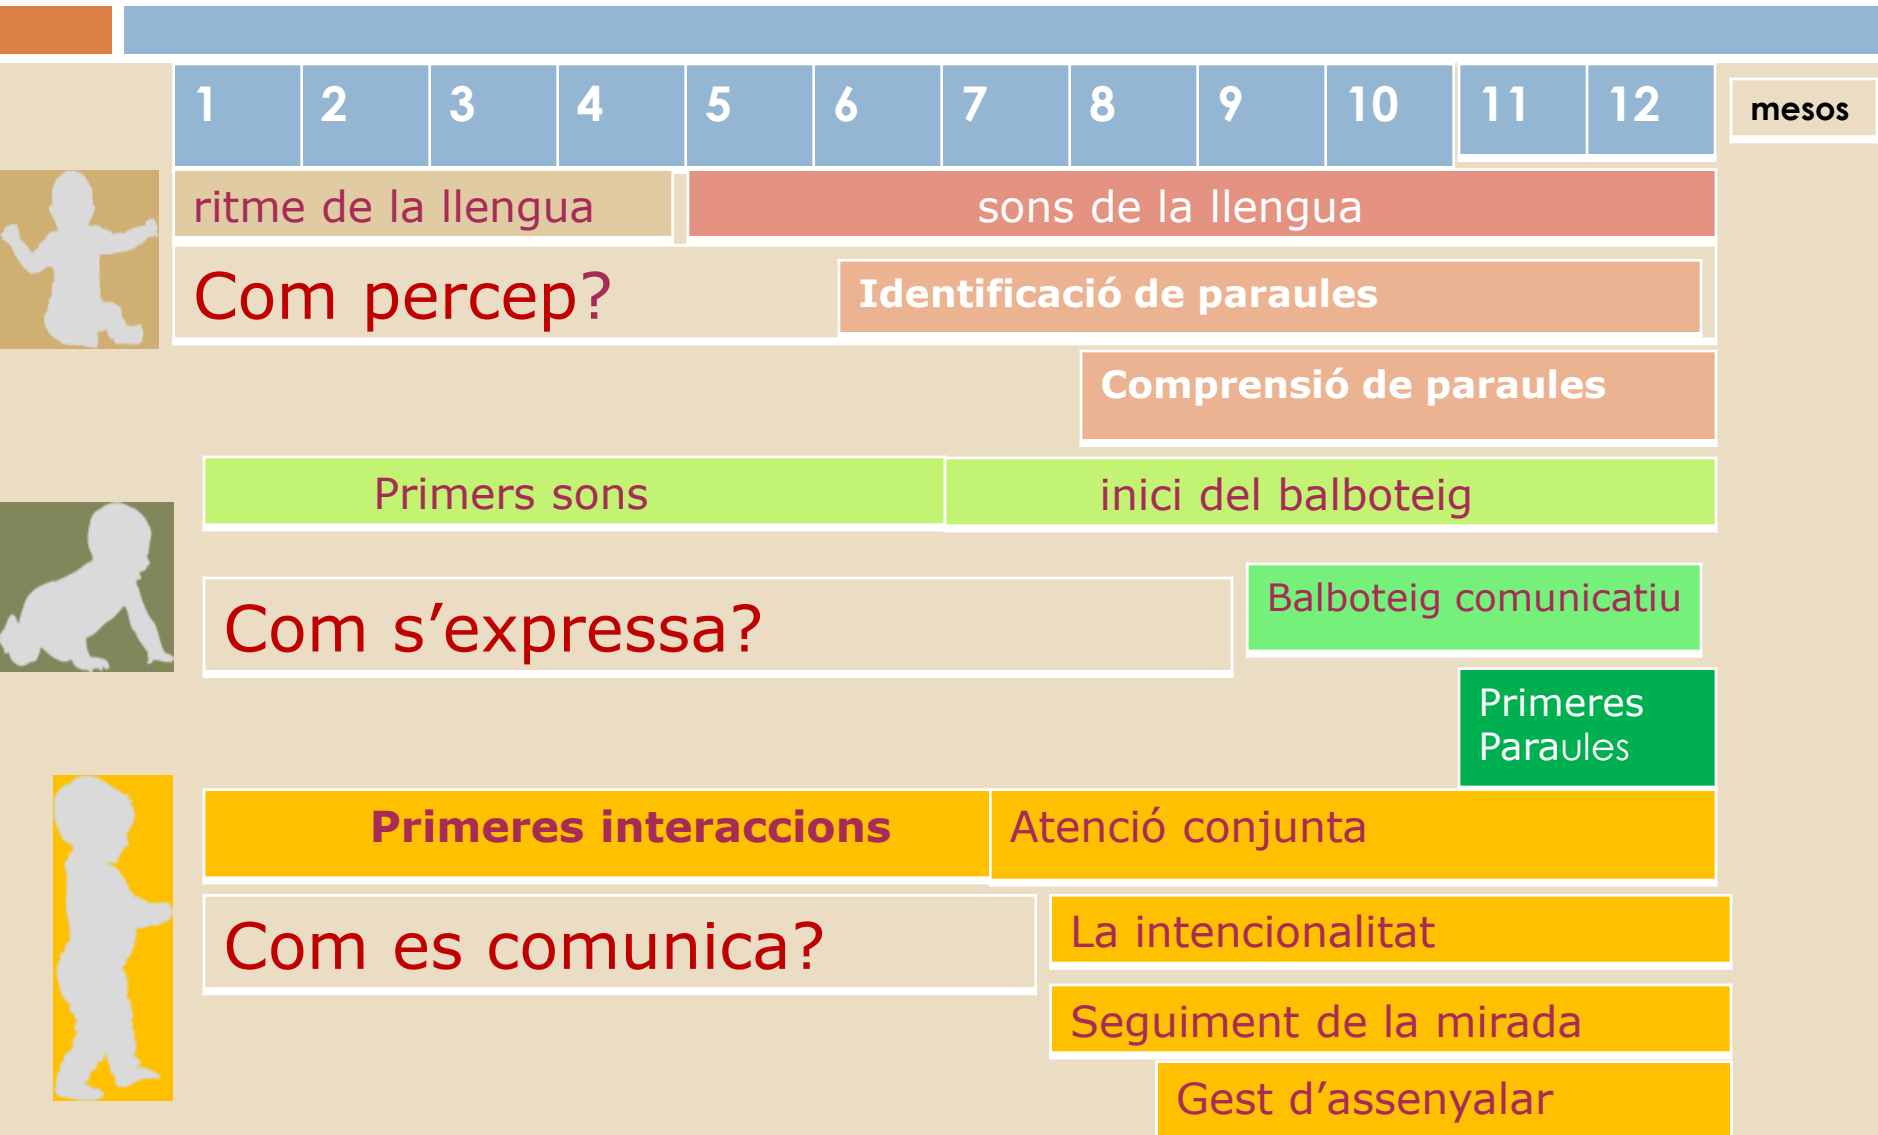 1 2 3 4 5 6 7 8 9 10 11 12 mesos
ritme de la llengua sons de la llengua
Com percep? Identificació de paraules
Comprensió de paraules
Primers sons inici del balboteig
Balboteig comunicatiu
Com s’expressa?
Primeres
Paraules
Primeres interaccions Atenció conjunta
Com es comunica? La intencionalitat
Seguiment de la mirada
Gest d’assenyalar